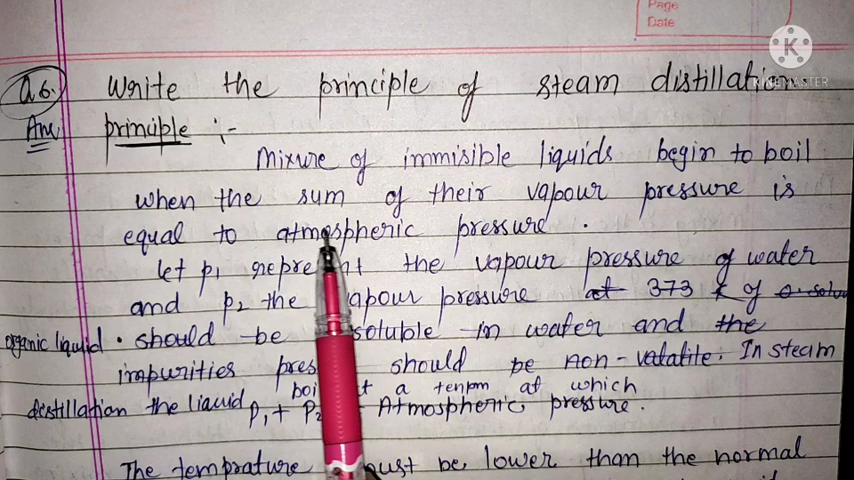 Page
Date
K
Q6. Write the principle of steam distillation.
Ans principle :-
Mixure of immisible liquids begin to boil
when the sum of their vapour pressure is
equal to atmospheric pressure .
let p1 represent the vapour pressure of water
and p2 the vapour pressure at 373 K of
organic liquid . should be soluble in water and the
impurities should be non-volatile. In steam
boil at a at which
distillation the liquid P1 + P2 Atmospheric pressure.
The temprature must be lower than the normal